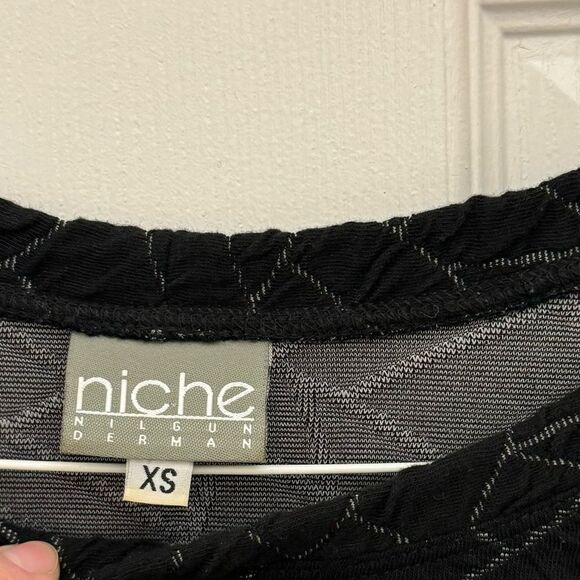 niche
NILGUN
DERMAN
XS